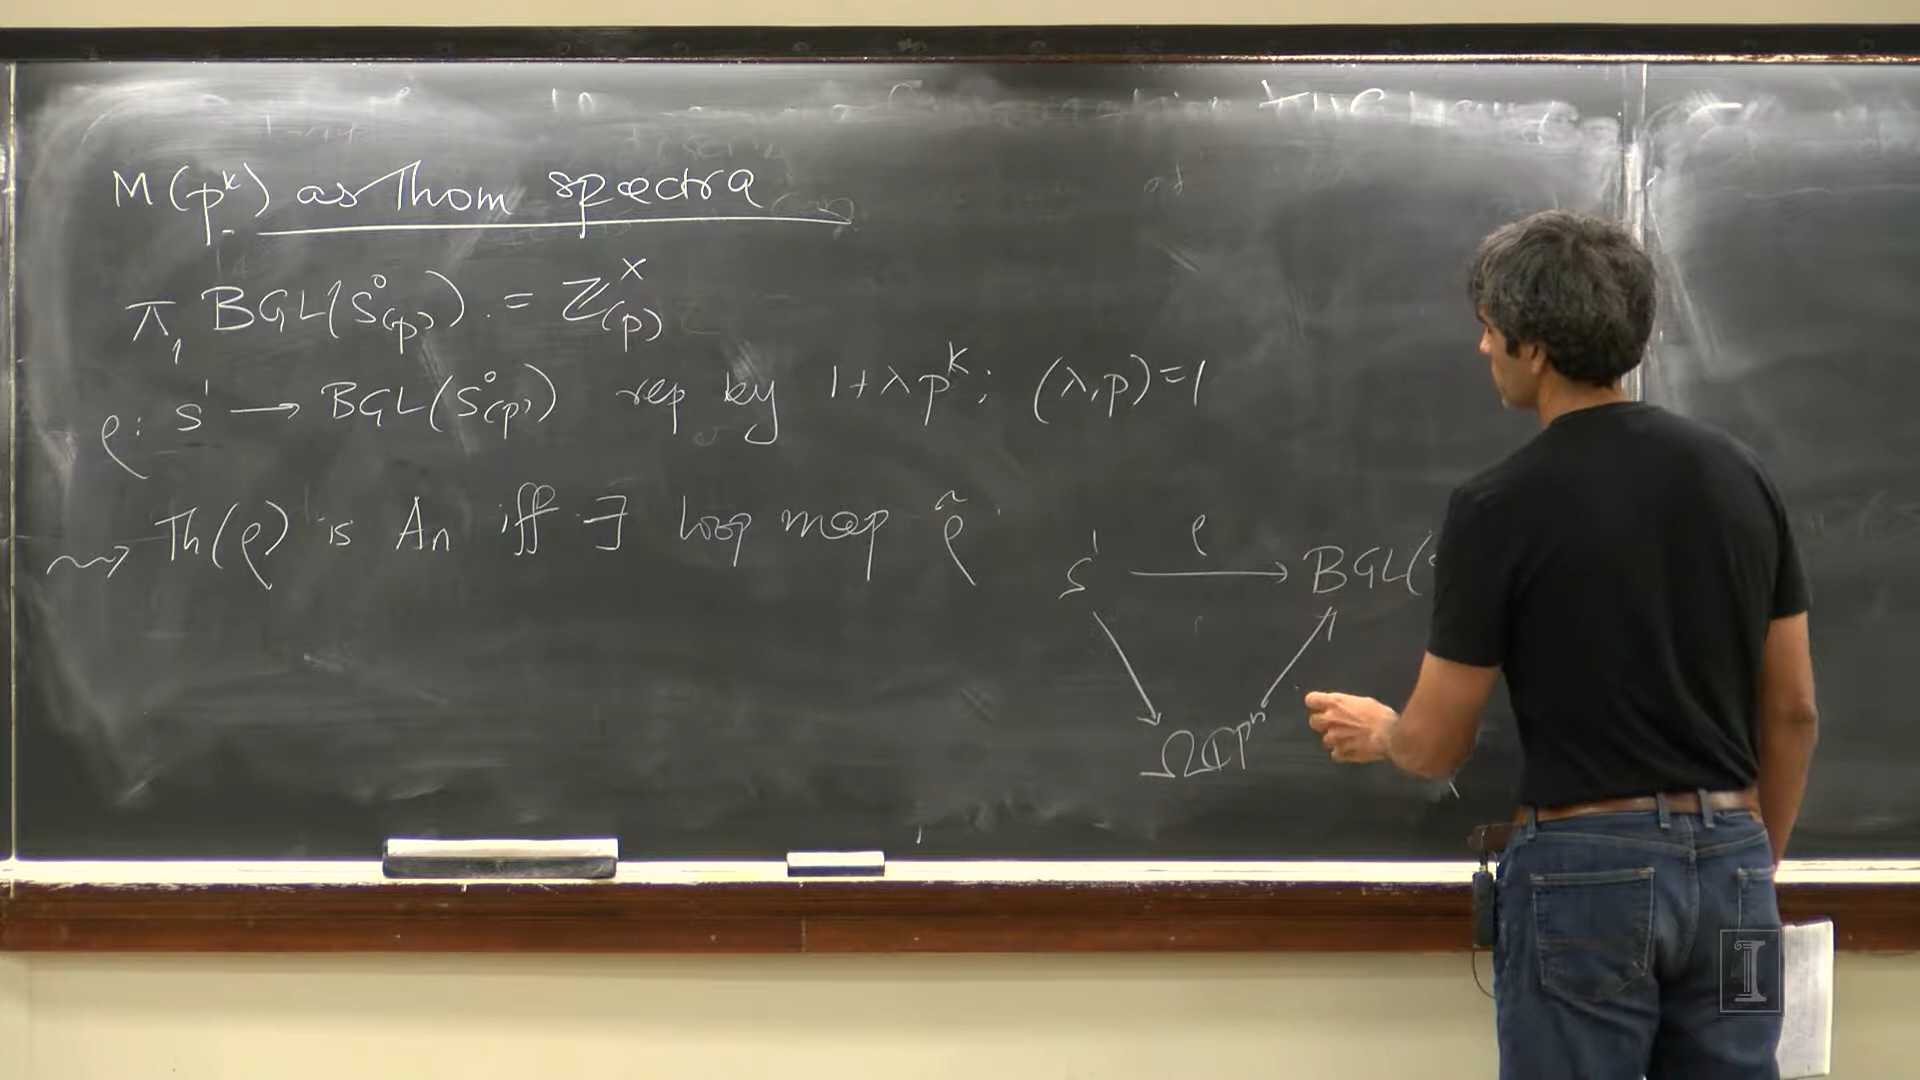 M(p^k) as Thom spectra
π_1 BGL(S^0_(p)) = ℤ_(p)^×
ρ: S^1 → BGL(S^0_(p)) rep by 1+λp^k; (λ,p)=1
⇝ Th(ρ) is A_n iff ∃ loop map ρ̃
S^1 →^ρ BGL(
ΩℂP^n